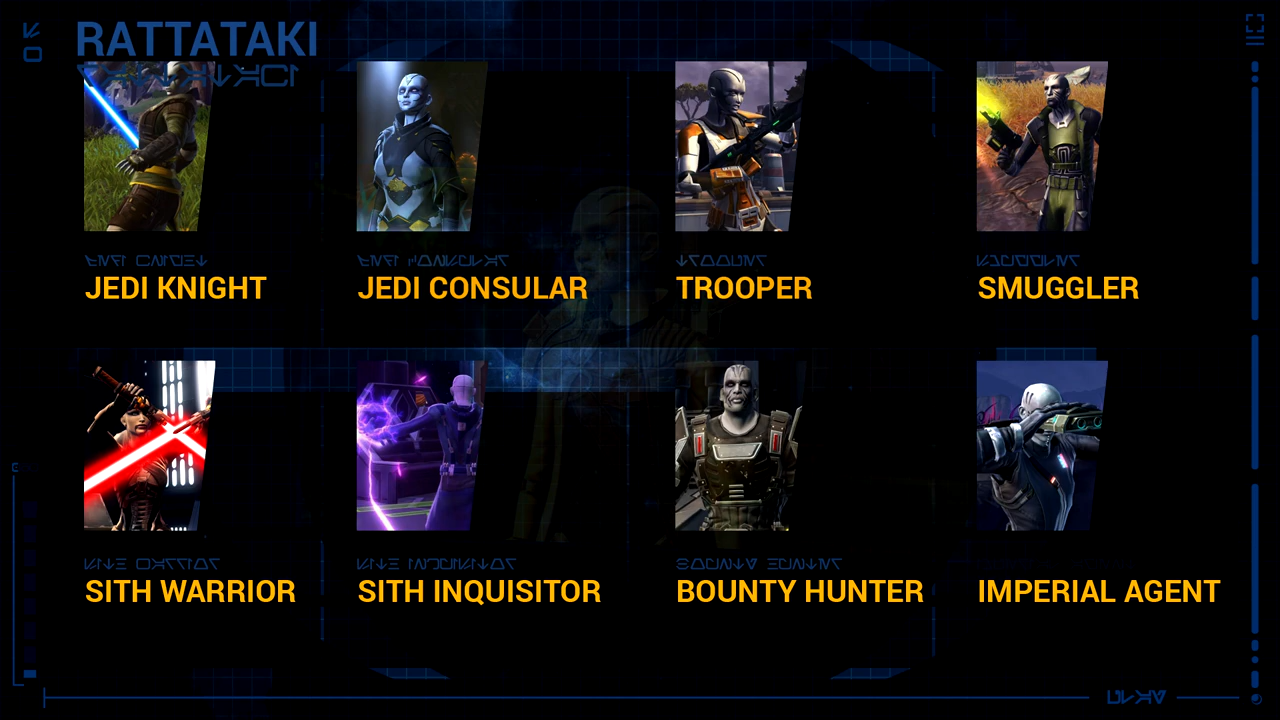 RATTATAKI
JEDI KNIGHT
JEDI CONSULAR
TROOPER
SMUGGLER
SITH WARRIOR
SITH INQUISITOR
BOUNTY HUNTER
IMPERIAL AGENT